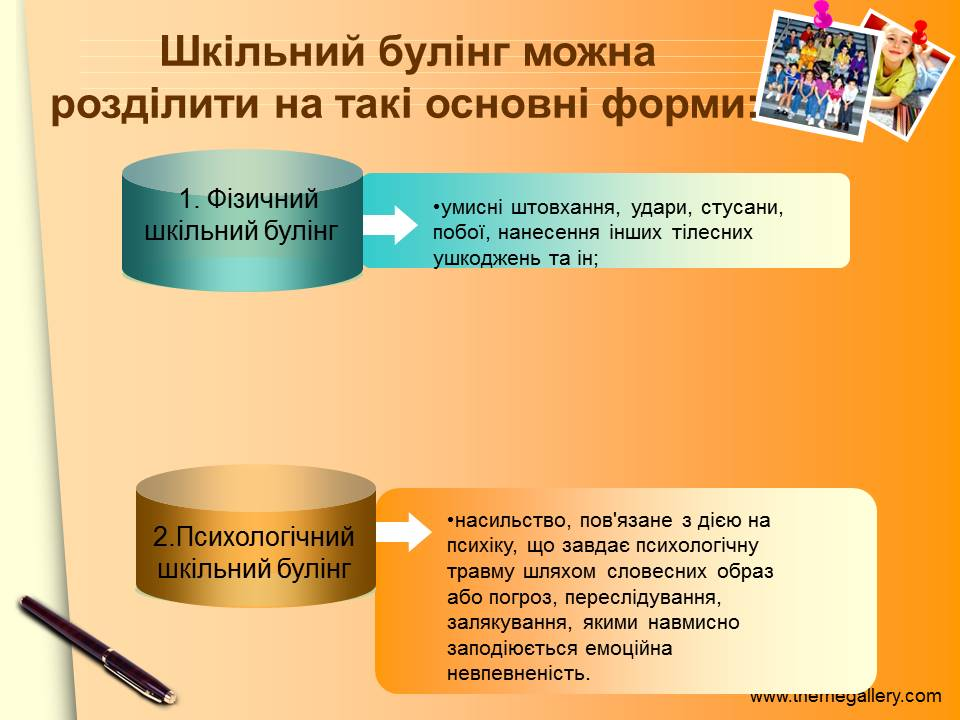 Шкільний булінг можна
розділити на такі основні форми:
1. Фізичний
шкільний булінг
•умисні штовхання, удари, стусани,
побої, нанесення інших тілесних
ушкоджень та ін;
2.Психологічний
шкільний булінг
•насильство, пов'язане з дією на
психіку, що завдає психологічну
травму шляхом словесних образ
або погроз, переслідування,
залякування, якими навмисно
заподіюється емоційна
невпевненість.
www.themegallery.com